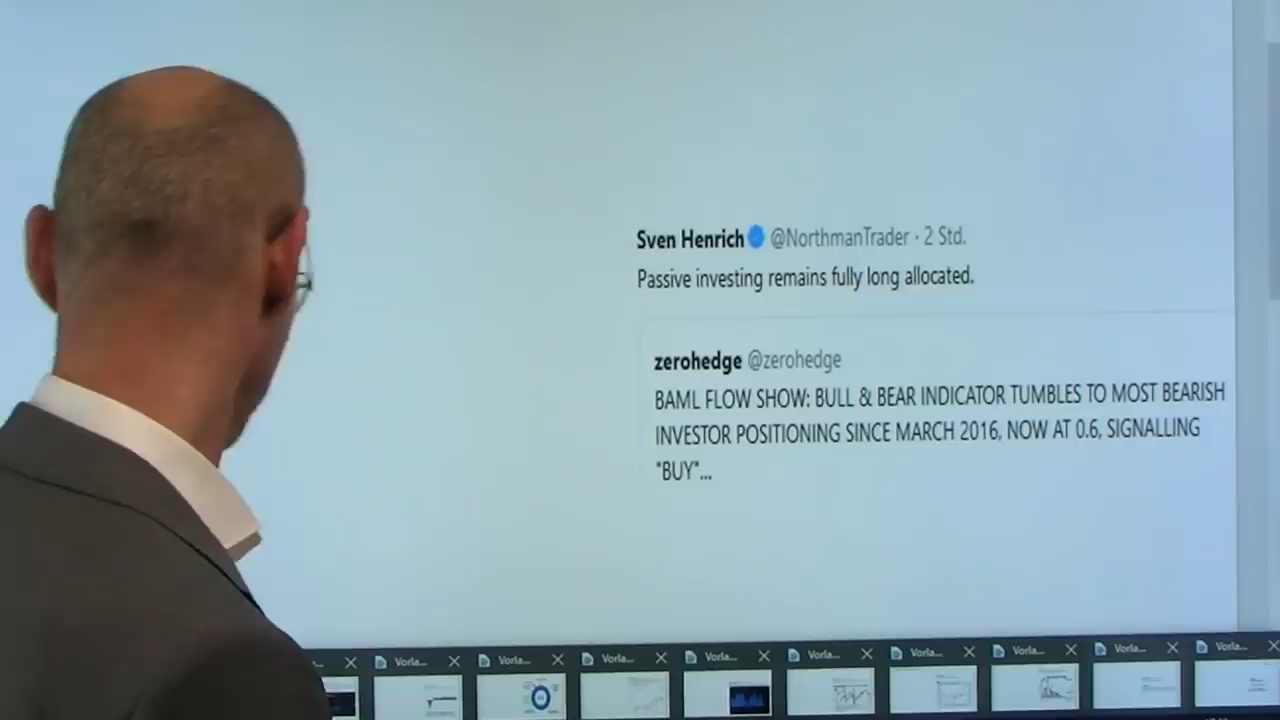 Sven Henrich @NorthmanTrader · 2 Std.
Passive investing remains fully long allocated.
zerohedge @zerohedge
BAML FLOW SHOW: BULL & BEAR INDICATOR TUMBLES TO MOST BEARISH
INVESTOR POSITIONING SINCE MARCH 2016, NOW AT 0.6, SIGNALLING
"BUY"...
Vorla... Vorla... Vorla... Vorla... Vorla... Vorla... Vorla... Vorla... Vorla...